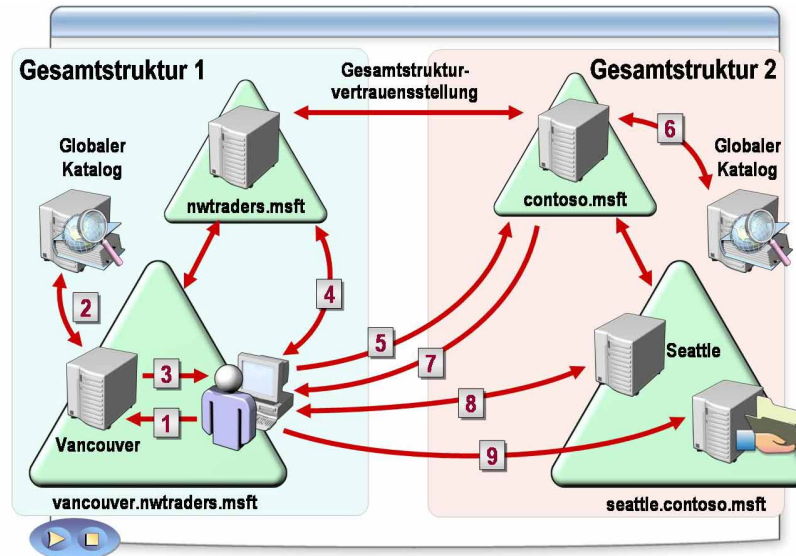 Gesamtstruktur 1
Gesamtstruktur-
vertrauensstellung
Gesamtstruktur 2
Globaler
Katalog
nwtraders.msft
contoso.msft
6
Globaler
Katalog
2
4
5
7
3
1
Vancouver
8
9
Seattle
vancouver.nwtraders.msft
seattle.contoso.msft